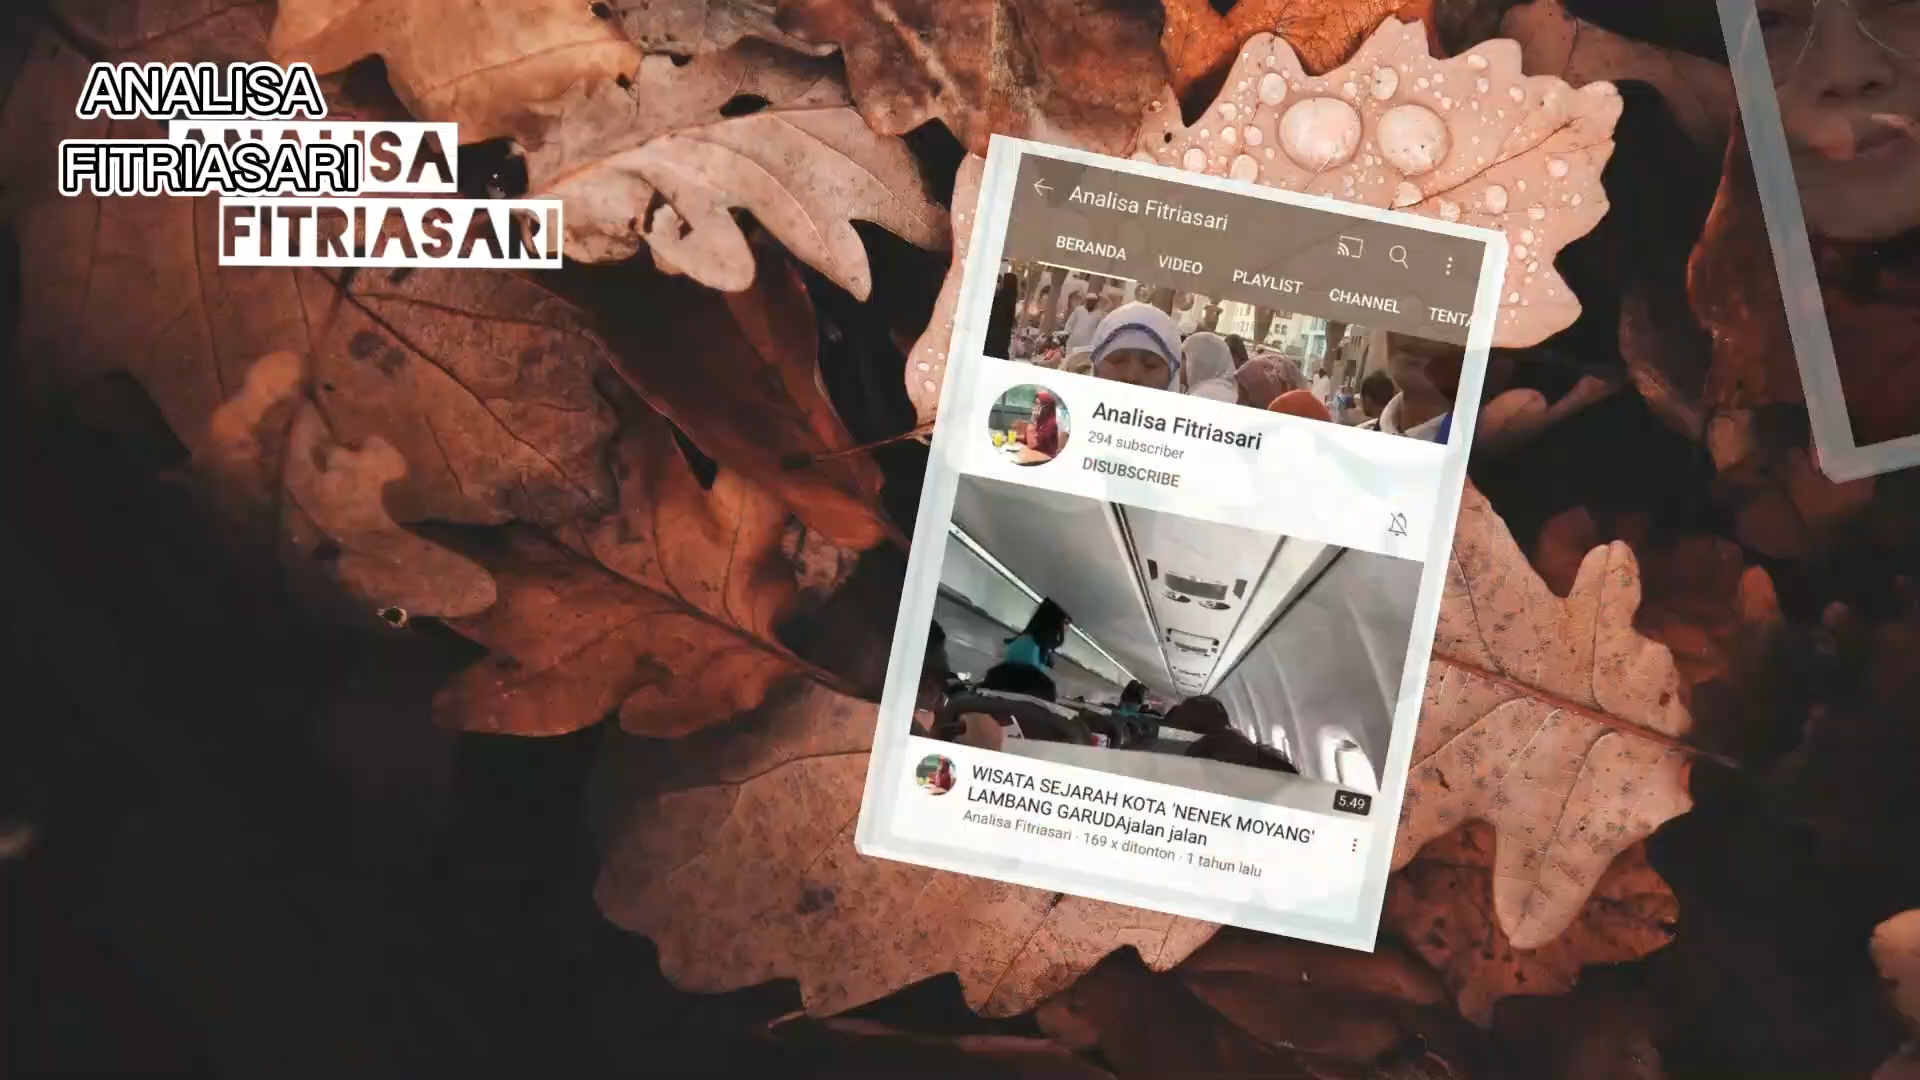 ANALISA
FITRIASARI
ANALISA
FITRIASARI
Analisa Fitriasari
BERANDA VIDEO PLAYLIST CHANNEL TENTA
Analisa Fitriasari
294 subscriber
DISUBSCRIBE
5.49
WISATA SEJARAH KOTA 'NENEK MOYANG'
LAMBANG GARUDAjalan jalan
Analisa Fitriasari · 169 x ditonton · 1 tahun lalu